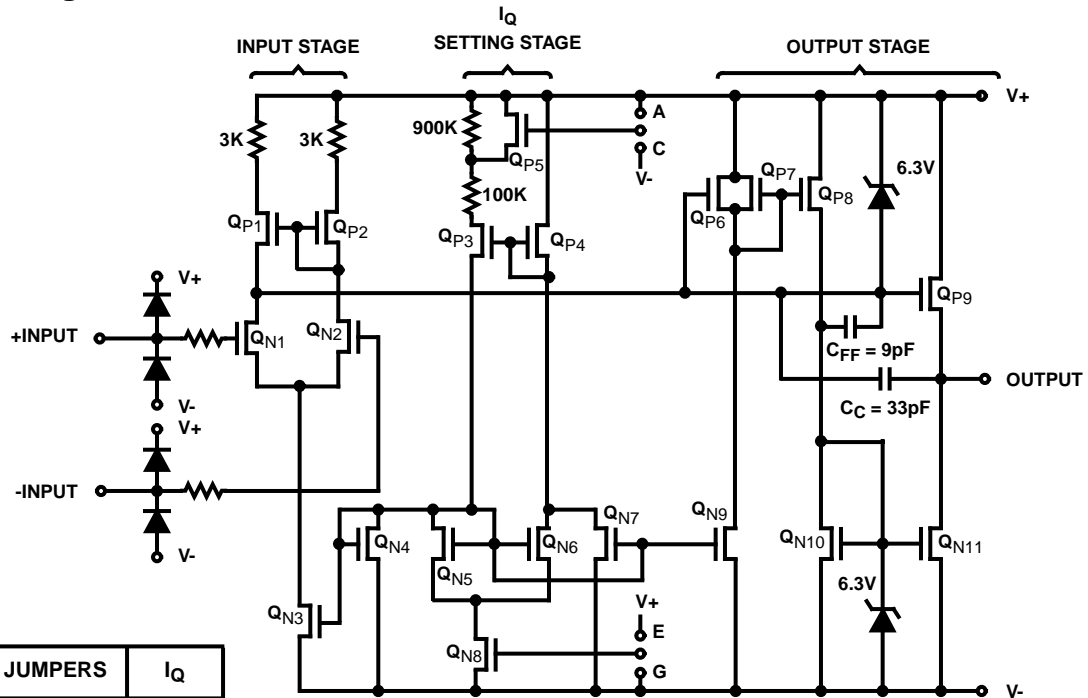 IQ
INPUT STAGE
SETTING STAGE
OUTPUT STAGE
V+
A
C
V-
3K
3K
900K
QP5
100K
QP1
QP2
QP3
QP4
QP6
QP7
QP8
6.3V
QP9
V+
+INPUT
QN1
QN2
V-
CFF = 9pF
OUTPUT
CC = 33pF
V+
-INPUT
V-
QN4
QN5
QN6
QN7
QN9
QN10
QN11
6.3V
QN3
QN8
V+
E
G
V-
JUMPERS IQ